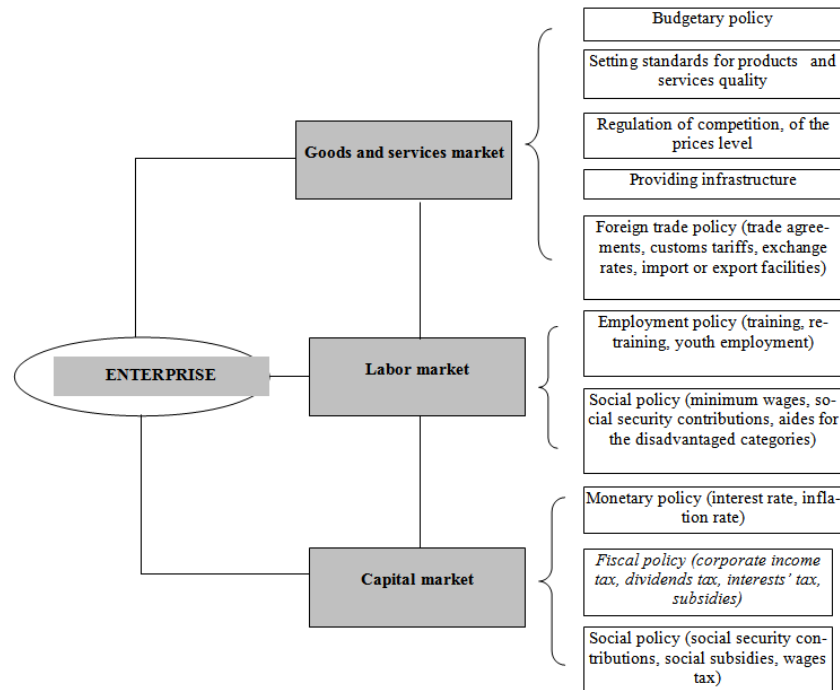 Budgetary policy
Setting standards for products and
services quality
Regulation of competition, of the
prices level
Goods and services market
Providing infrastructure
Foreign trade policy (trade agree-
ments, customs tariffs, exchange
rates, import or export facilities)
ENTERPRISE
Labor market
Employment policy (training, re-
training, youth employment)
Social policy (minimum wages, so-
cial security contributions, aides for
the disadvantaged categories)
Capital market
Monetary policy (interest rate, infla-
tion rate)
Fiscal policy (corporate income
tax, dividends tax, interests' tax,
subsidies)
Social policy (social security con-
tributions, social subsidies, wages
tax)